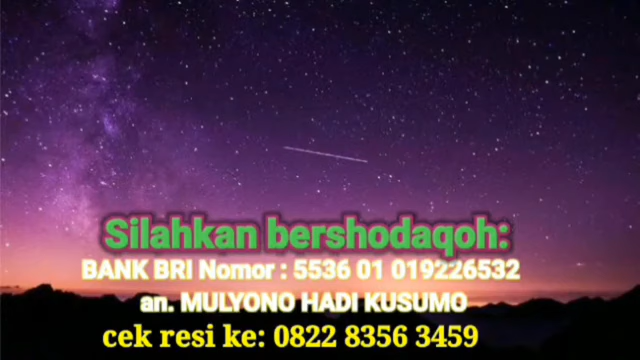 Silahkan bershodaqoh:
BANK BRI Nomor : 5536 01 019226532
an. MULYONO HADI KUSUMO
cek resi ke: 0822 8356 3459